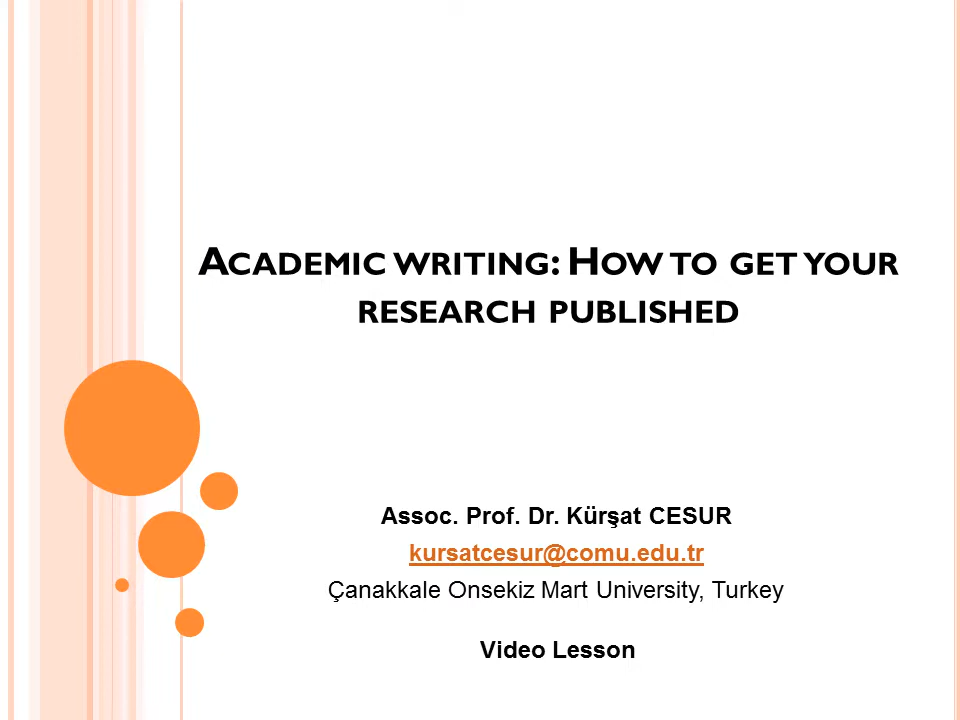 Academic writing: How to get your
research published
Assoc. Prof. Dr. Kürşat CESUR
kursatcesur@comu.edu.tr
Çanakkale Onsekiz Mart University, Turkey
Video Lesson